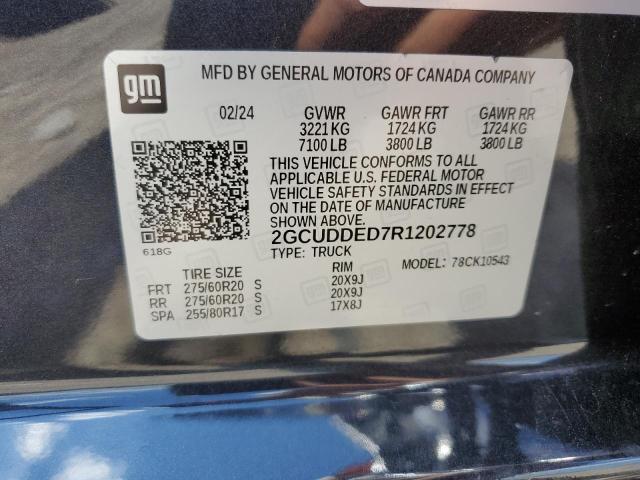 gm
MFD BY GENERAL MOTORS OF CANADA COMPANY
02/24 GVWR GAWR FRT GAWR RR
3221 KG 1724 KG 1724 KG
7100 LB 3800 LB 3800 LB
THIS VEHICLE CONFORMS TO ALL
APPLICABLE U.S. FEDERAL MOTOR
VEHICLE SAFETY STANDARDS IN EFFECT
ON THE DATE OF MANUFACTURE
SHOWN ABOVE.
2GCUDDED7R1202778
TYPE: TRUCK MODEL: 78CK10543
618G
TIRE SIZE RIM
FRT 275/60R20 S 20X9J
RR 275/60R20 S 20X9J
SPA 255/80R17 S 17X8J